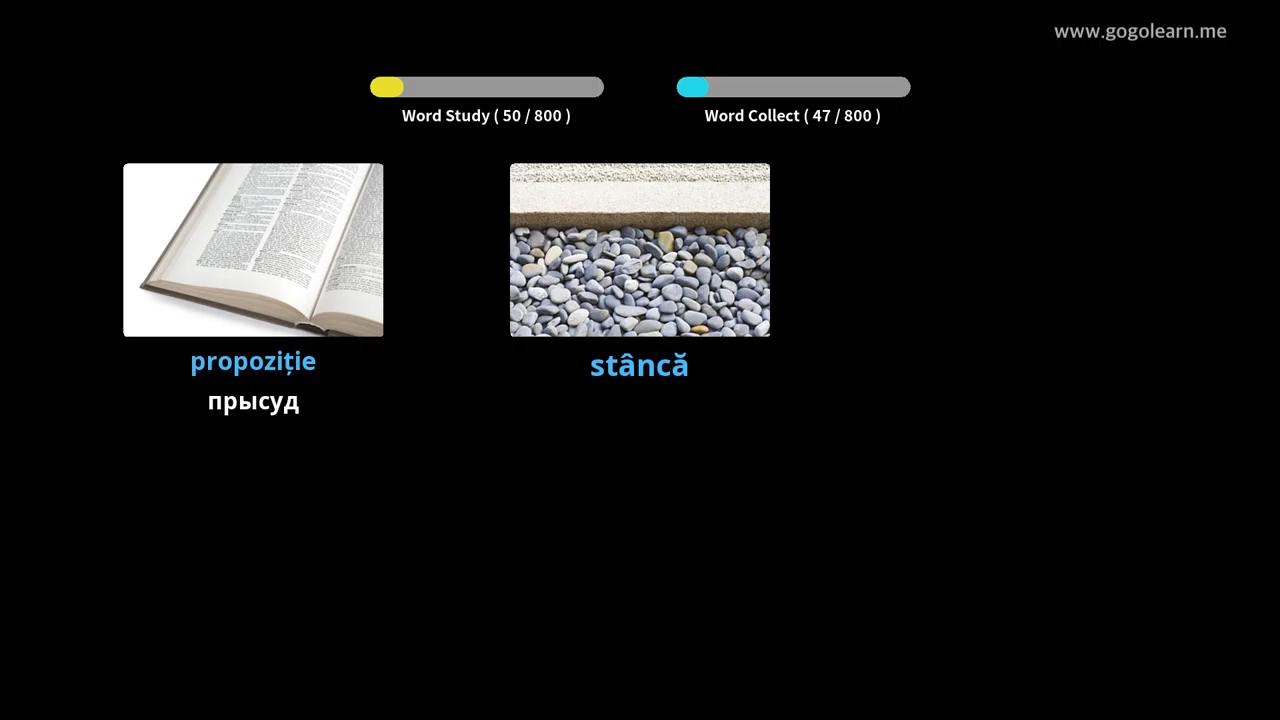 www.gogolearn.me
Word Study ( 50 / 800 )
Word Collect ( 47 / 800 )
propoziție
прысуд
stâncă